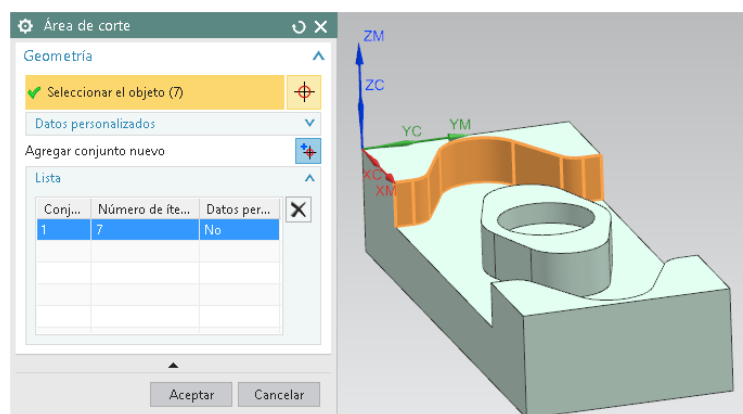 Área de corte
Geometría
Seleccionar el objeto (7)
Datos personalizados
Agregar conjunto nuevo
Lista
Conj... Número de íte... Datos per...
1 7 No
Aceptar Cancelar
ZM
ZC
YC YM
XC
XM